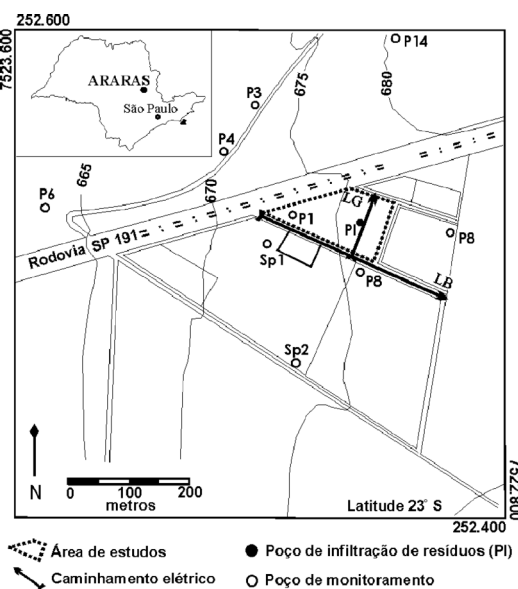 252.600
7523.600
ARARAS
São Paulo
P14
675
680
P3
P4
665
670
P6
LG
P1
PI
P8
Rodovia SP 191
Sp1
P8
LB
Sp2
N
0 100 200
metros
Latitude 23° S
7522.800
252.400
Área de estudos
Poço de infiltração de resíduos (PI)
Caminhamento elétrico
Poço de monitoramento